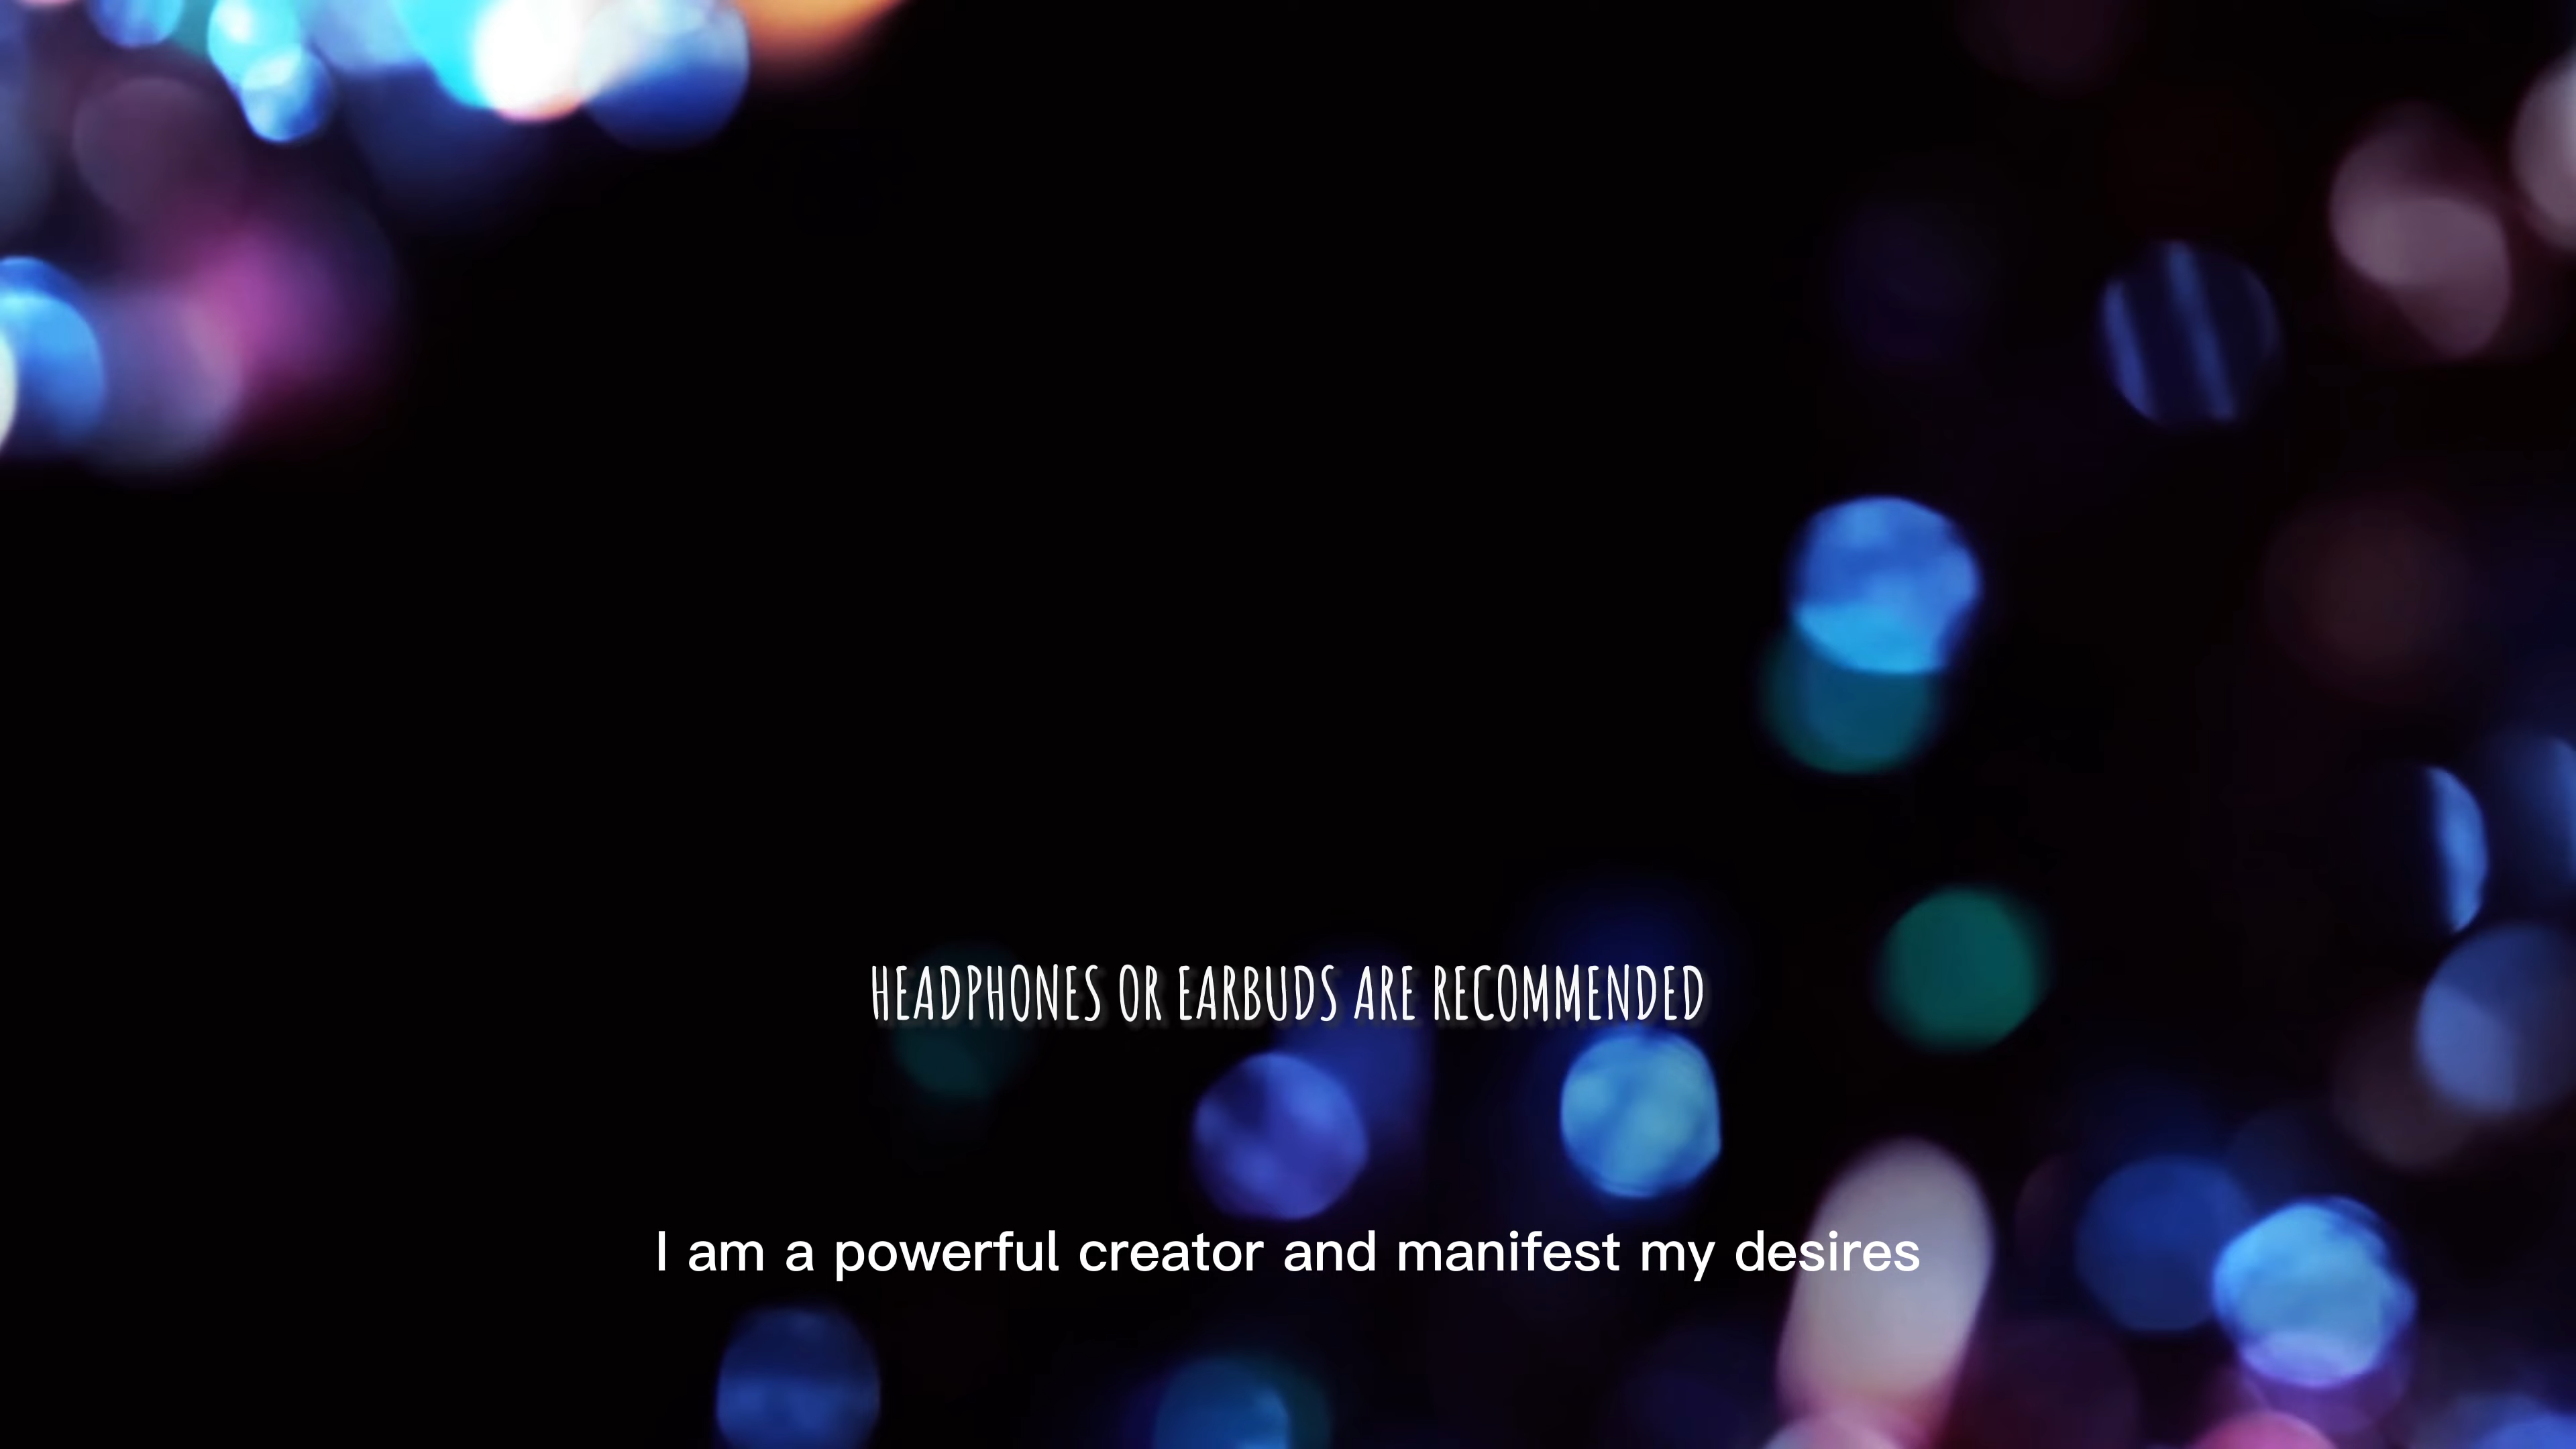 HEADPHONES OR EARBUDS ARE RECOMMENDED
I am a powerful creator and manifest my desires